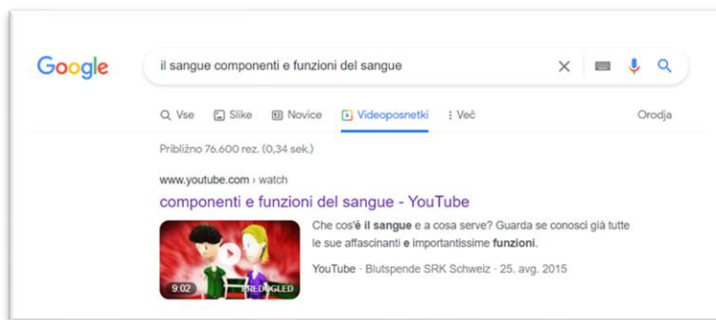 Google
il sangue componenti e funzioni del sangue
Vse Slike Novice Videoposnetki Več Orodja
Približno 76.600 rez. (0,34 sek.)
www.youtube.com › watch
componenti e funzioni del sangue - YouTube
Che cos'è il sangue e a cosa serve? Guarda se conosci già tutte
le sue affascinanti e importantissime funzioni.
YouTube · Blutspende SRK Schweiz · 25. avg. 2015
9:02 PREDOGLED